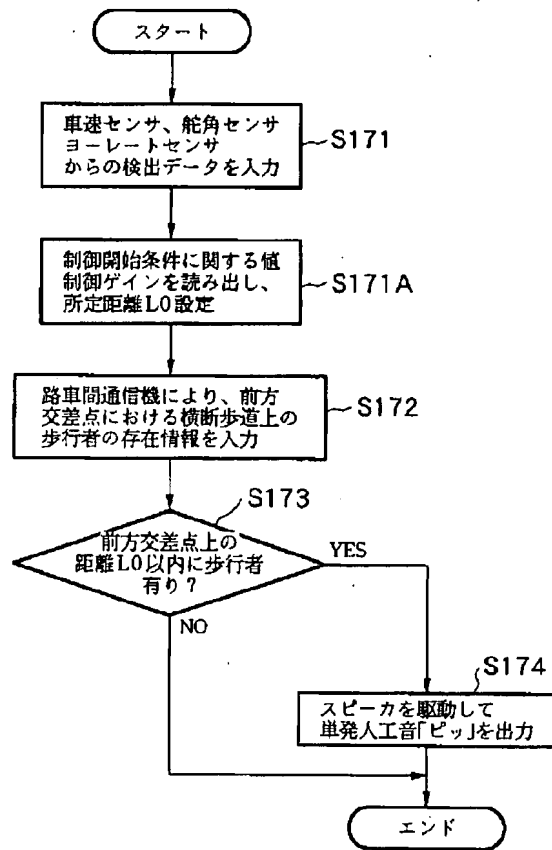 スタート
車速センサ、舵角センサ
ヨーレートセンサ
からの検出データを入力
S171
制御開始条件に関する値
制御ゲインを読み出し、
所定距離L0設定
S171A
路車間通信機により、前方
交差点における横断歩道上の
歩行者の存在情報を入力
S172
S173
前方交差点上の
距離L0以内に歩行者
有り?
YES
NO
S174
スピーカを駆動して
単発人工音「ピッ」を出力
エンド